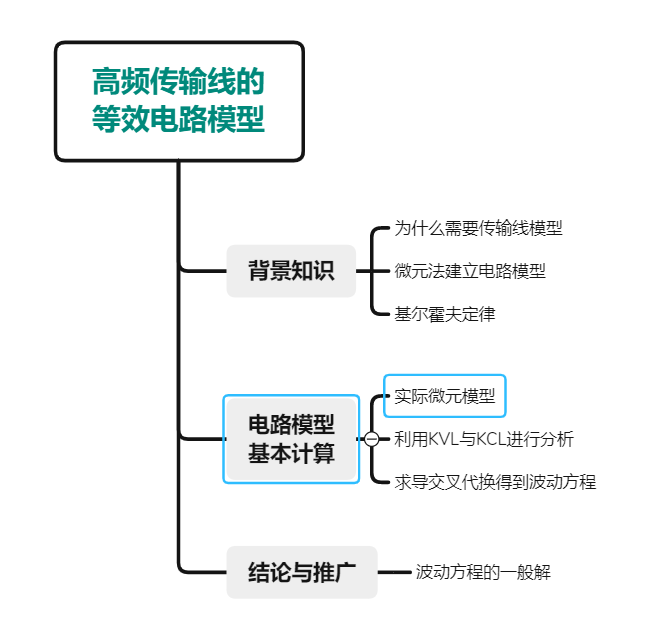 高频传输线的
等效电路模型
背景知识
为什么需要传输线模型
微元法建立电路模型
基尔霍夫定律
电路模型
基本计算
实际微元模型
利用KVL与KCL进行分析
求导交叉代换得到波动方程
结论与推广
波动方程的一般解